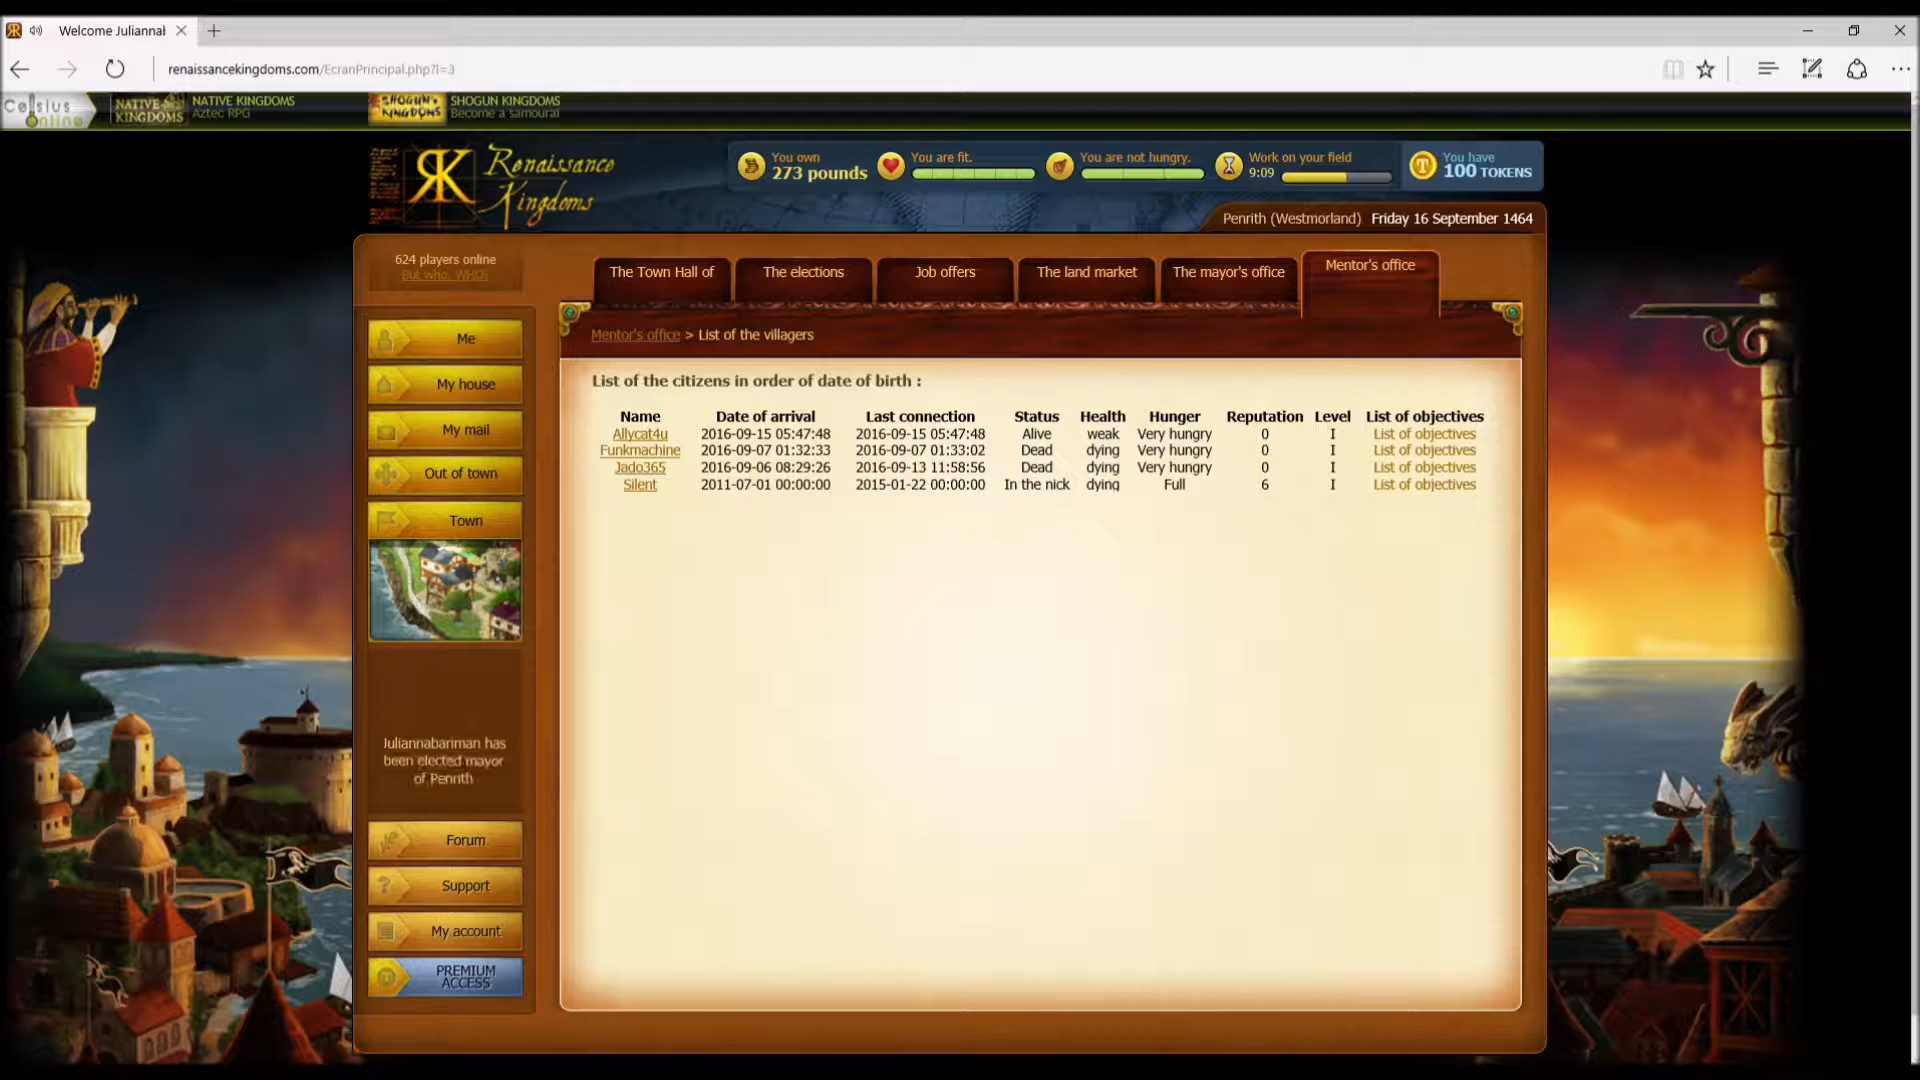 Welcome Juliannal
renaissancekingdoms.com/EcranPrincipal.php?l=3
Celsius Online
NATIVE KINGDOMS
NATIVE KINGDOMS
Aztec RPG
SHOGUN KINGDOMS
SHOGUN KINGDOMS
Become a samourai
RK Renaissance Kingdoms
You own
273 pounds
You are fit.
You are not hungry.
Work on your field
9:09
You have
100 TOKENS
Penrith (Westmorland) Friday 16 September 1464
624 players online
But who, WHO?
The Town Hall of
The elections
Job offers
The land market
The mayor's office
Mentor's office
Mentor's office > List of the villagers
Me
My house
My mail
Out of town
Town
Juliannabariman has
been elected mayor
of Penrith
Forum
Support
My account
PREMIUM
ACCESS
List of the citizens in order of date of birth :
Name Date of arrival Last connection Status Health Hunger Reputation Level List of objectives
Allycat4u 2016-09-15 05:47:48 2016-09-15 05:47:48 Alive weak Very hungry 0 I List of objectives
Funkmachine 2016-09-07 01:32:33 2016-09-07 01:33:02 Dead dying Very hungry 0 I List of objectives
Jado365 2016-09-06 08:29:26 2016-09-13 11:58:56 Dead dying Very hungry 0 I List of objectives
Silent 2011-07-01 00:00:00 2015-01-22 00:00:00 In the nick dying Full 6 I List of objectives